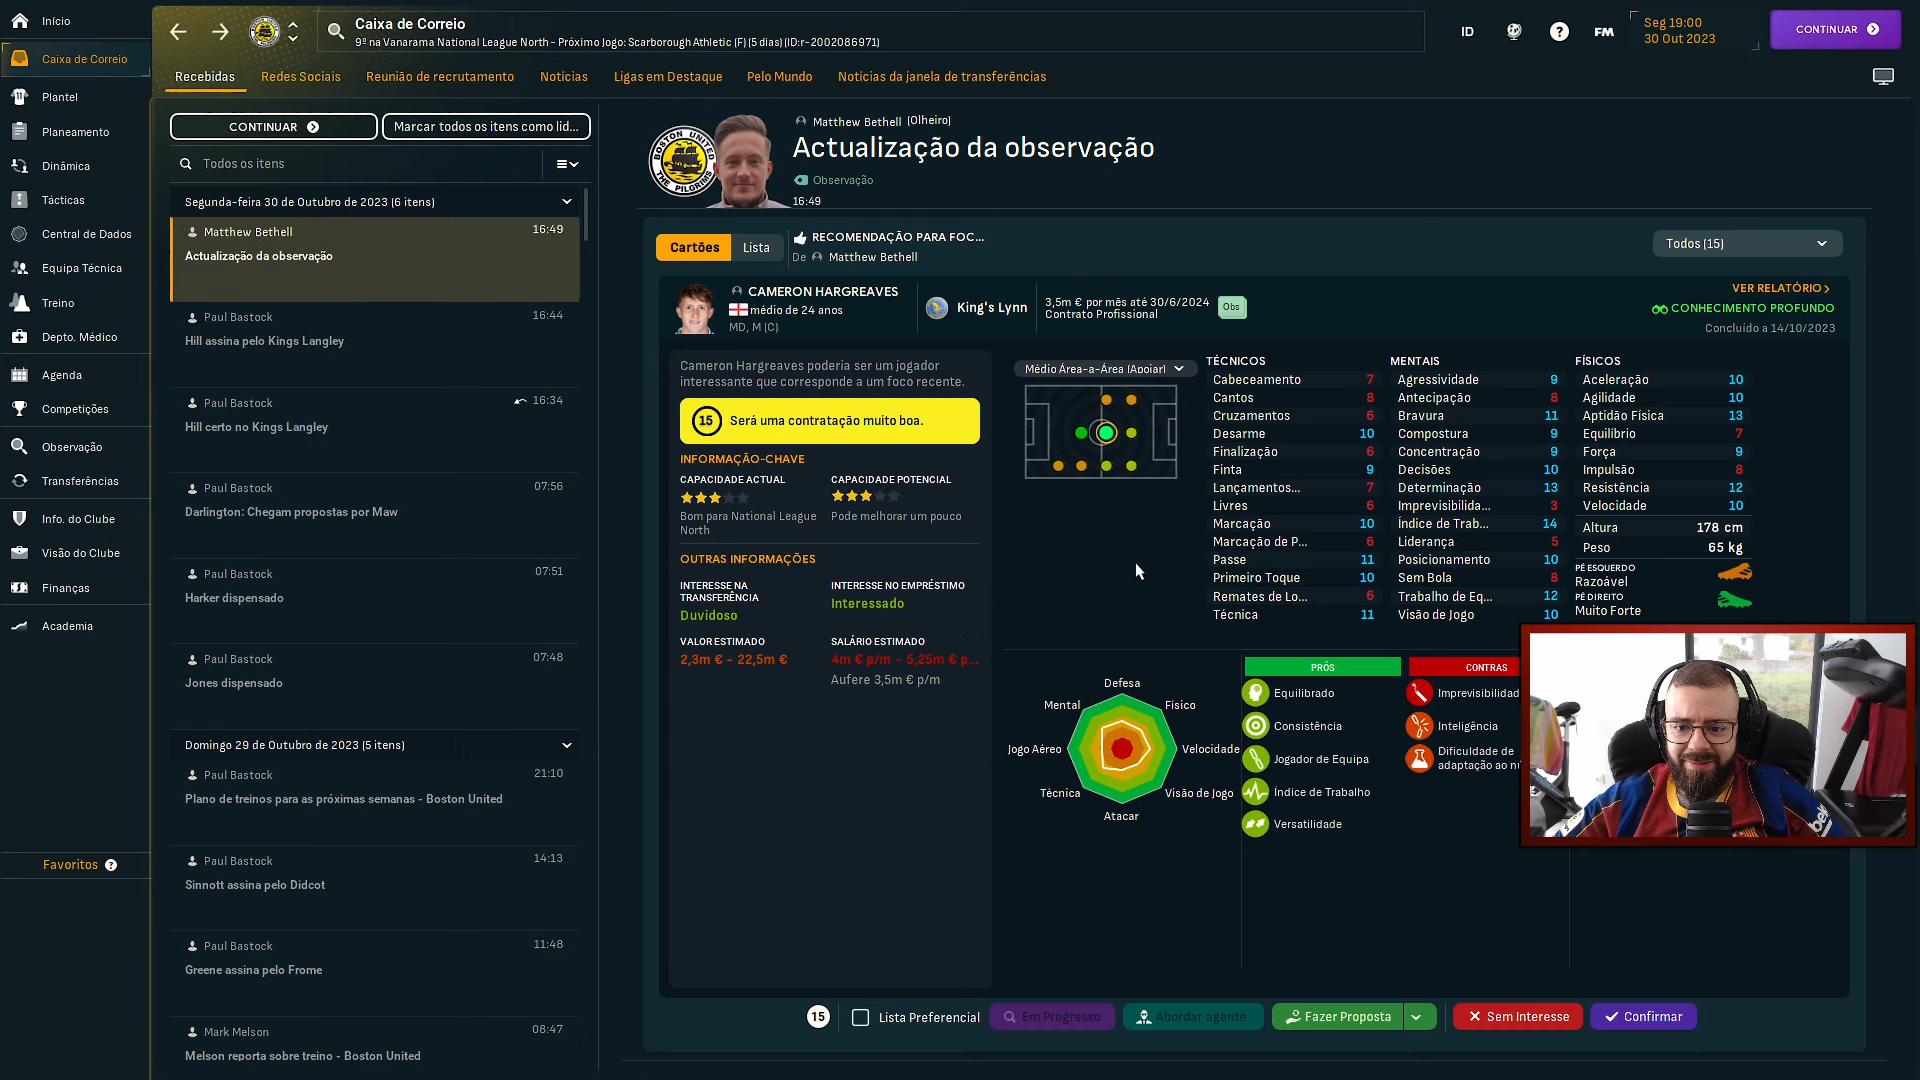 Início
Caixa de Correio
Plantel
Planeamento
Dinâmica
Tácticas
Central de Dados
Equipa Técnica
Treino
Depto. Médico
Agenda
Competições
Observação
Transferências
Info. do Clube
Visão do Clube
Finanças
Academia
Favoritos ?
Caixa de Correio
9º na Vanarama National League North - Próximo Jogo: Scarborough Athletic (F) (5 dias) (ID:r-2002086971)
ID
?
FM
Seg 19:00
30 Out 2023
CONTINUAR
Recebidas
Redes Sociais
Reunião de recrutamento
Notícias
Ligas em Destaque
Pelo Mundo
Notícias da janela de transferências
CONTINUAR
Marcar todos os itens como lid...
Todos os itens
Segunda-feira 30 de Outubro de 2023 (6 itens)
Matthew Bethell 16:49
Actualização da observação
Paul Bastock 16:44
Hill assina pelo Kings Langley
Paul Bastock 16:34
Hill certo no Kings Langley
Paul Bastock 07:56
Darlington: Chegam propostas por Maw
Paul Bastock 07:51
Harker dispensado
Paul Bastock 07:48
Jones dispensado
Domingo 29 de Outubro de 2023 (5 itens)
Paul Bastock 21:10
Plano de treinos para as próximas semanas - Boston United
Paul Bastock 14:13
Sinnott assina pelo Didcot
Paul Bastock 11:48
Greene assina pelo Frome
Mark Melson 08:47
Melson reporta sobre treino - Boston United
BOSTON UNITED
THE PILGRIMS
Matthew Bethell (Olheiro)
Actualização da observação
Observação
16:49
Cartões
Lista
RECOMENDAÇÃO PARA FOC...
De Matthew Bethell
Todos (15)
CAMERON HARGREAVES
médio de 24 anos
MD, M (C)
King's Lynn
3,5m € por mês até 30/6/2024
Contrato Profissional
Obs
VER RELATÓRIO
CONHECIMENTO PROFUNDO
Concluído a 14/10/2023
Cameron Hargreaves poderia ser um jogador
interessante que corresponde a um foco recente.
15 Será uma contratação muito boa.
INFORMAÇÃO-CHAVE
CAPACIDADE ACTUAL
Bom para National League
North
CAPACIDADE POTENCIAL
Pode melhorar um pouco
OUTRAS INFORMAÇÕES
INTERESSE NA
TRANSFERÊNCIA
Duvidoso
INTERESSE NO EMPRÉSTIMO
Interessado
VALOR ESTIMADO
2,3m € - 22,5m €
SALÁRIO ESTIMADO
4m € p/m - 5,25m € p...
Aufere 3,5m € p/m
Médio Área-a-Área (Apoiar)
TÉCNICOS
Cabeceamento 7
Cantos 8
Cruzamentos 6
Desarme 10
Finalização 6
Finta 9
Lançamentos... 7
Livres 6
Marcação 10
Marcação de P... 6
Passe 11
Primeiro Toque 10
Remates de Lo... 6
Técnica 11
MENTAIS
Agressividade 9
Antecipação 8
Bravura 11
Compostura 9
Concentração 9
Decisões 10
Determinação 13
Imprevisibilida... 3
Índice de Trab... 14
Liderança 5
Posicionamento 10
Sem Bola 8
Trabalho de Eq... 12
Visão de Jogo 10
FÍSICOS
Aceleração 10
Agilidade 10
Aptidão Física 13
Equilíbrio 7
Força 9
Impulsão 8
Resistência 12
Velocidade 10
Altura 178 cm
Peso 65 kg
PÉ ESQUERDO
Razoável
PÉ DIREITO
Muito Forte
Defesa
Físico
Velocidade
Visão de Jogo
Atacar
Técnica
Jogo Aéreo
Mental
PRÓS
Equilibrado
Consistência
Jogador de Equipa
Índice de Trabalho
Versatilidade
CONTRAS
Imprevisibilidad
Inteligência
Dificuldade de
adaptação ao n
beko
15
Lista Preferencial
Em Progresso
Abordar agente
Fazer Proposta
Sem Interesse
Confirmar